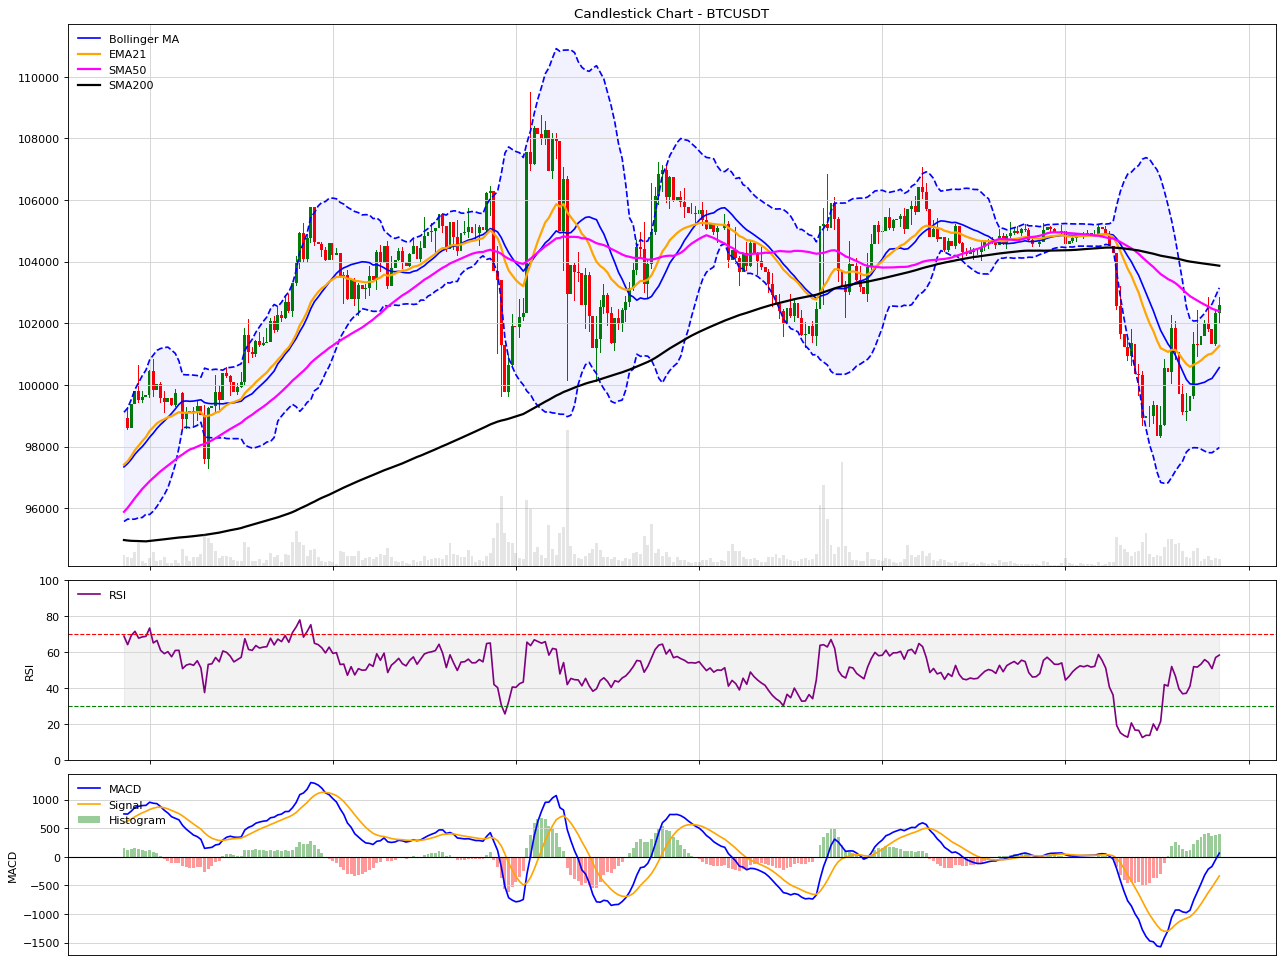 Candlestick Chart - BTCUSDT
Bollinger MA
EMA21
SMA50
SMA200
110000
108000
106000
104000
102000
100000
98000
96000
RSI
100
80
60
40
20
0
RSI
MACD
Signal
Histogram
1000
500
0
−500
−1000
−1500
MACD